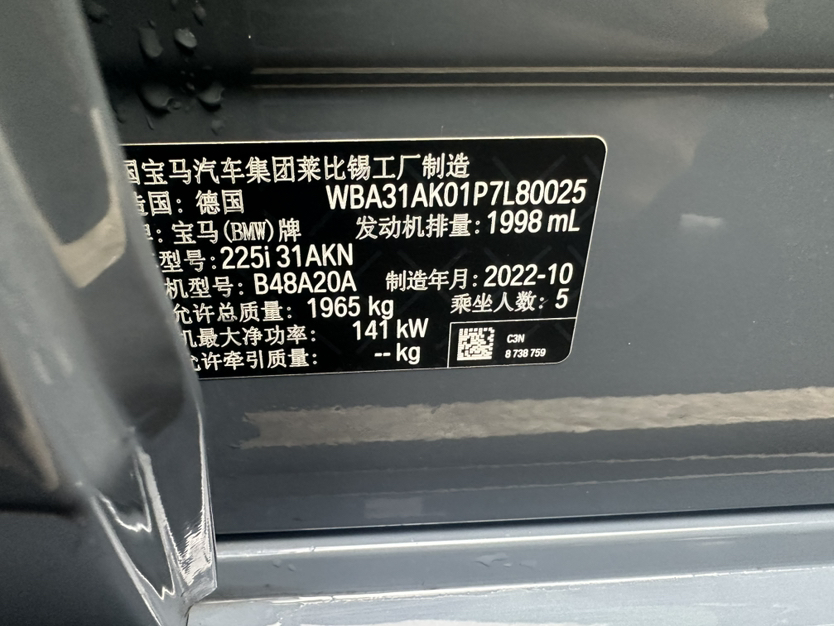 国宝马汽车集团莱比锡工厂制造
国: 德国 WBA31AK01P7L80025
: 宝马(BMW)牌 发动机排量: 1998 mL
型号: 225i 31AKN
机型号: B48A20A 制造年月: 2022-10
允许总质量: 1965 kg 乘坐人数: 5
机最大净功率: 141 kW
允许牵引质量: -- kg
C3N
8 738 759